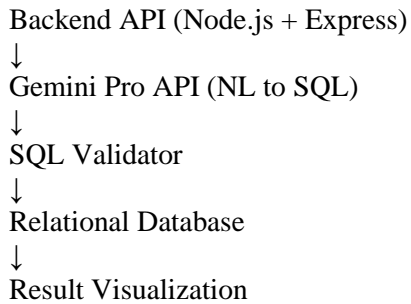 Backend API (Node.js + Express)
↓
Gemini Pro API (NL to SQL)
↓
SQL Validator
↓
Relational Database
↓
Result Visualization